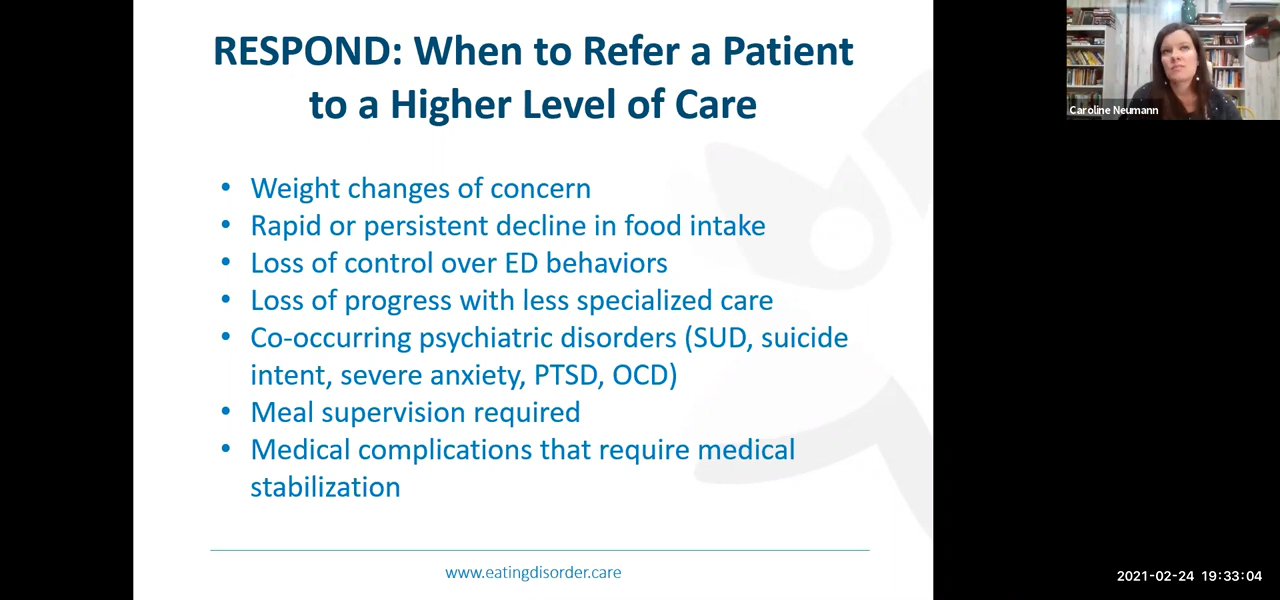 RESPOND: When to Refer a Patient
to a Higher Level of Care
• Weight changes of concern
• Rapid or persistent decline in food intake
• Loss of control over ED behaviors
• Loss of progress with less specialized care
• Co-occurring psychiatric disorders (SUD, suicide
intent, severe anxiety, PTSD, OCD)
• Meal supervision required
• Medical complications that require medical
stabilization
www.eatingdisorder.care
Caroline Neumann
2021-02-24 19:33:04